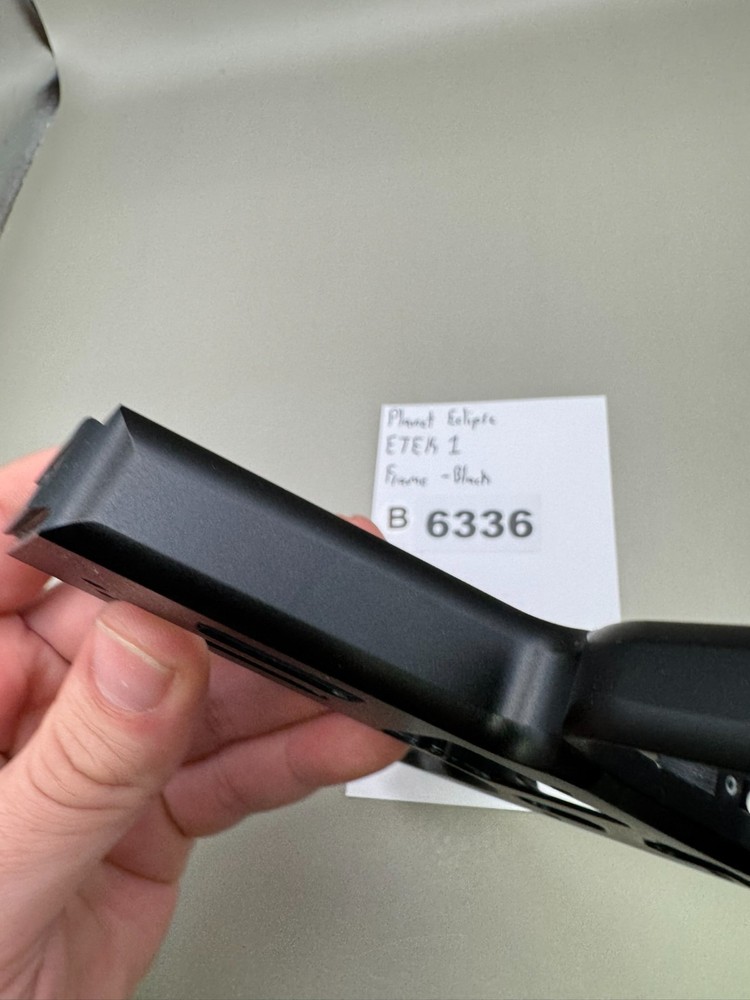 Planet Eclipse
ETEK 1
Frame - Black
B 6336